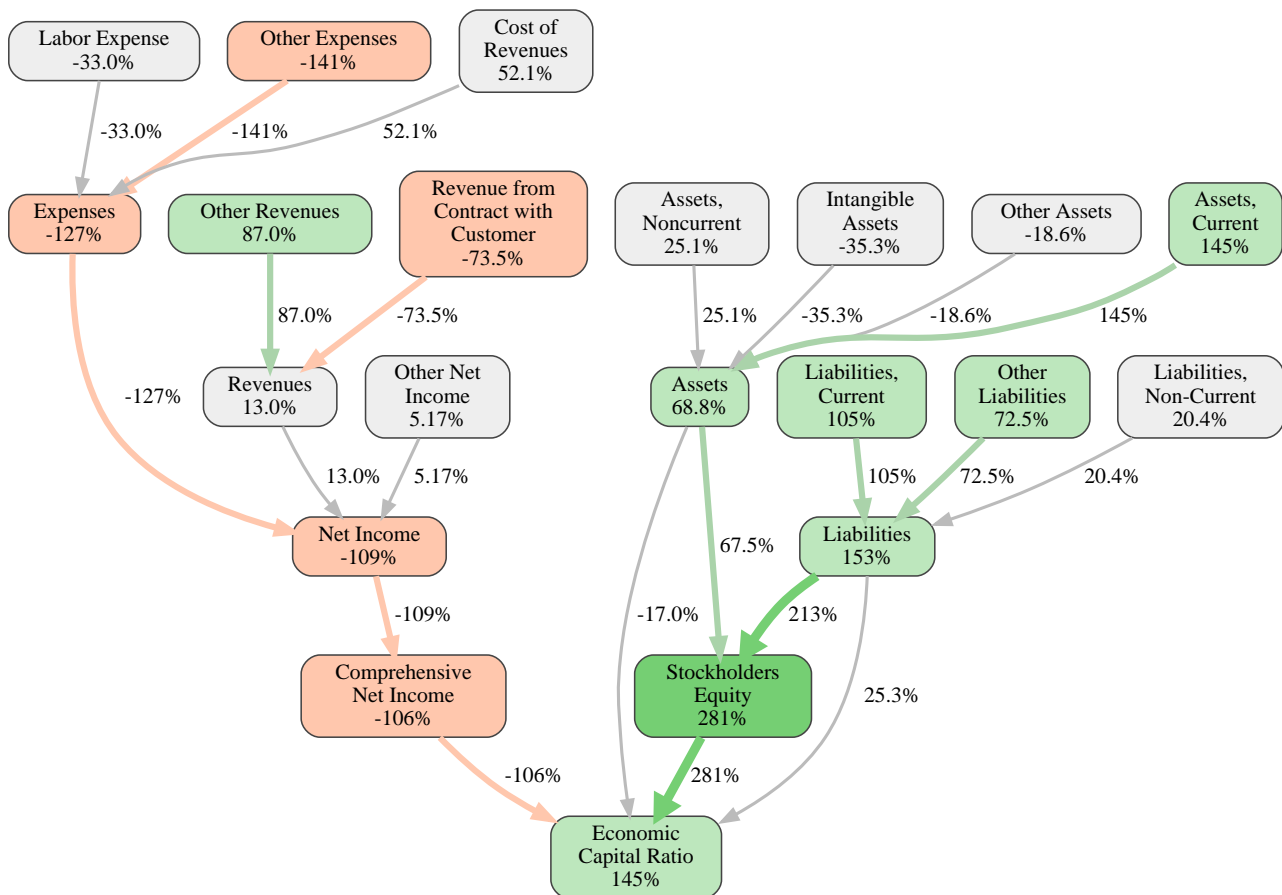 Labor Expense
-33.0%
Other Expenses
-141%
Cost of
Revenues
52.1%
-33.0%
-141%
52.1%
Expenses
-127%
Other Revenues
87.0%
Revenue from
Contract with
Customer
-73.5%
Assets,
Noncurrent
25.1%
Intangible
Assets
-35.3%
Other Assets
-18.6%
Assets,
Current
145%
87.0%
-73.5%
25.1%
-35.3%
-18.6%
145%
-127%
Revenues
13.0%
Other Net
Income
5.17%
Assets
68.8%
Liabilities,
Current
105%
Other
Liabilities
72.5%
Liabilities,
Non-Current
20.4%
13.0%
5.17%
105%
72.5%
20.4%
Net Income
-109%
67.5%
Liabilities
153%
-109%
-17.0%
213%
Comprehensive
Net Income
-106%
Stockholders
Equity
281%
25.3%
-106%
281%
Economic
Capital Ratio
145%